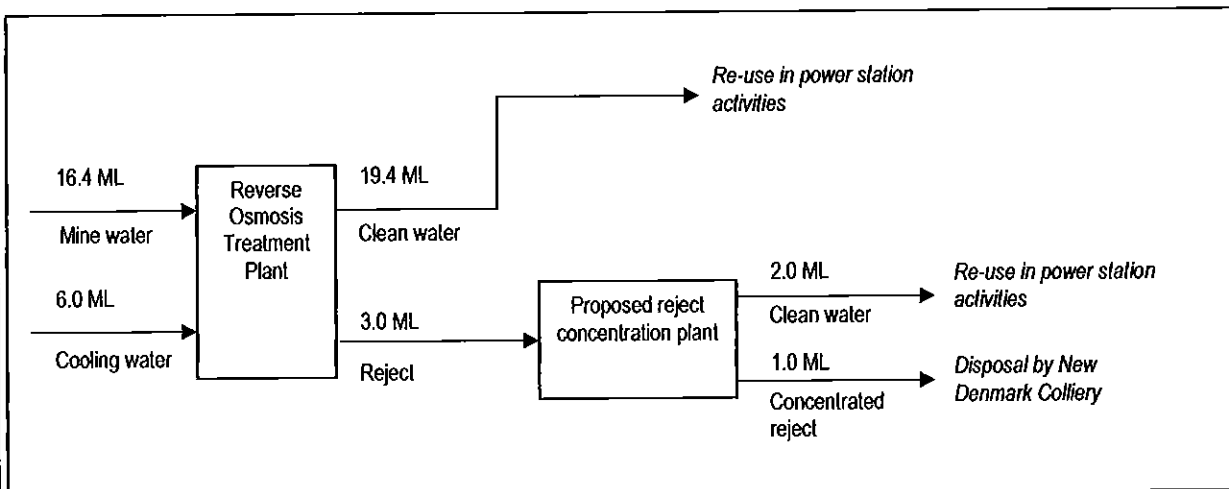 Re-use in power station
activities
16.4 ML
Mine water
6.0 ML
Cooling water
Reverse
Osmosis
Treatment
Plant
19.4 ML
Clean water
3.0 ML
Reject
Proposed reject
concentration plant
2.0 ML
Clean water
Re-use in power station
activities
1.0 ML
Concentrated
reject
Disposal by New
Denmark Colliery